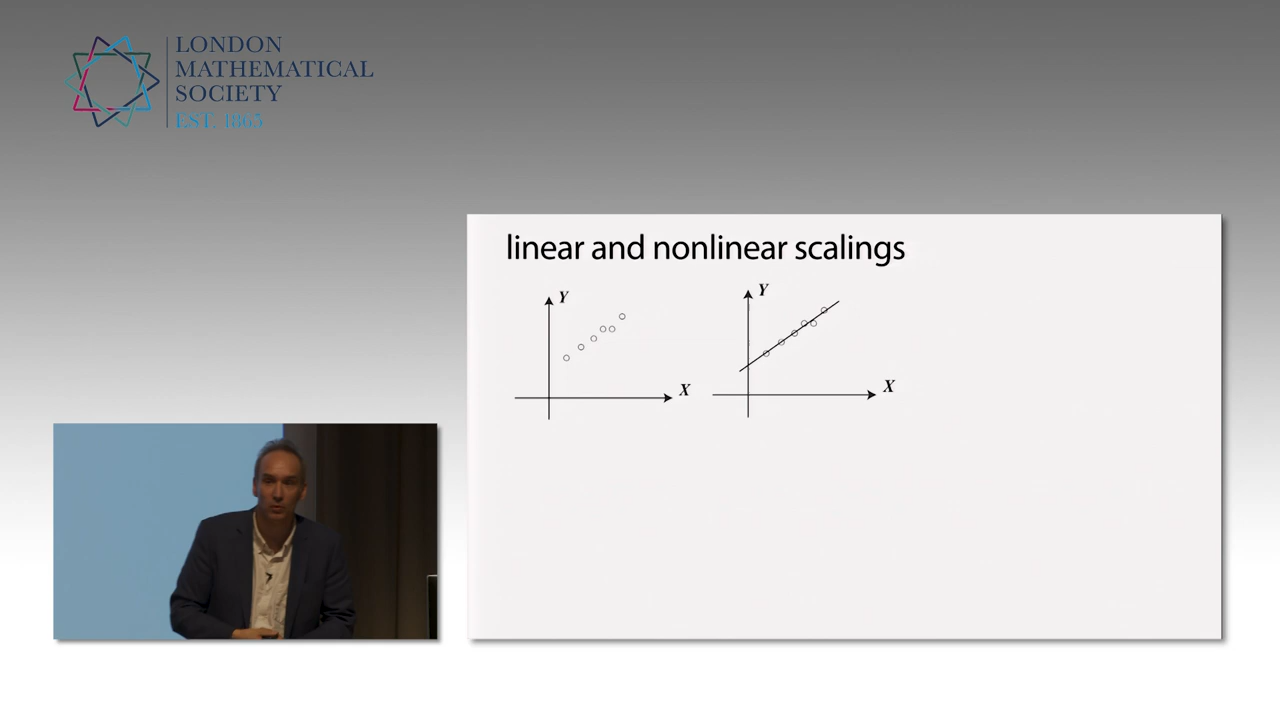 LONDON
MATHEMATICAL
SOCIETY
EST. 1865
linear and nonlinear scalings
Y
X
Y
X